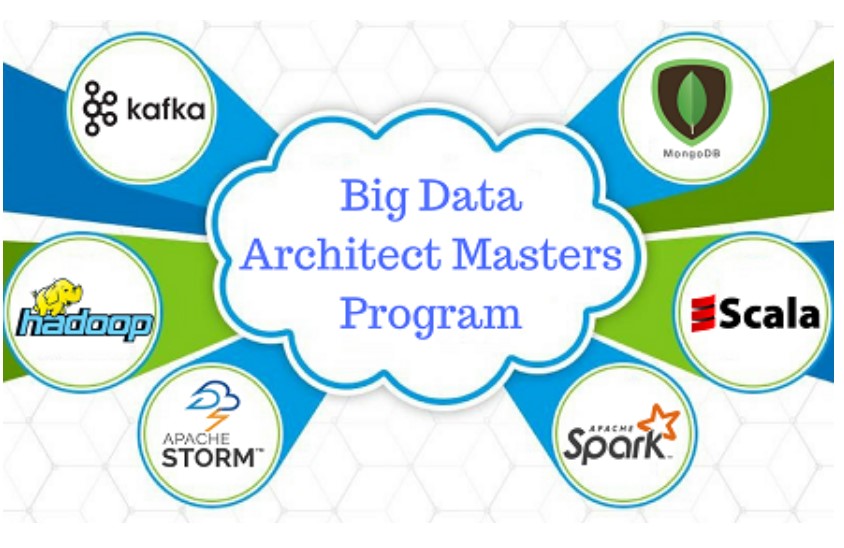 kafka
MongoDB
Big Data
Architect Masters
Program
hadoop
Scala
APACHE
STORM™
APACHE
Spark™